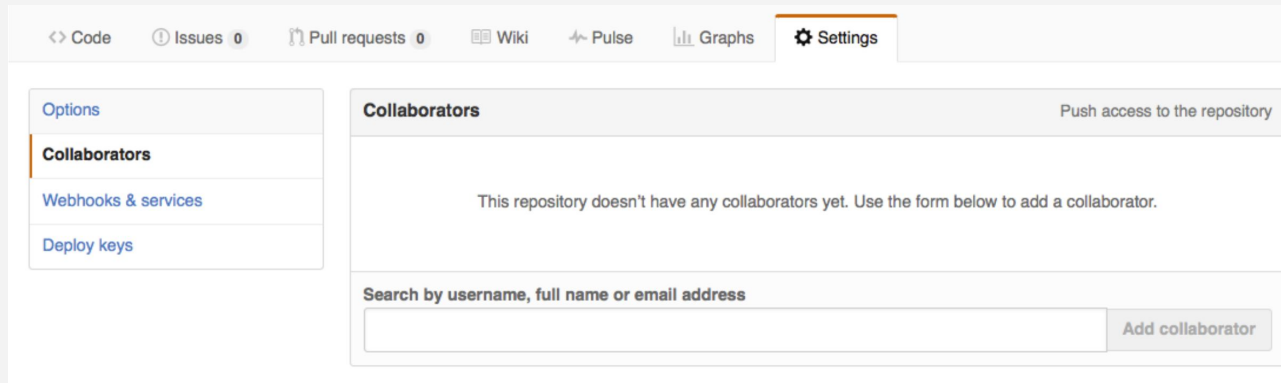 Code Issues 0 Pull requests 0 Wiki Pulse Graphs Settings
Options
Collaborators
Webhooks & services
Deploy keys
Collaborators Push access to the repository
This repository doesn't have any collaborators yet. Use the form below to add a collaborator.
Search by username, full name or email address
Add collaborator